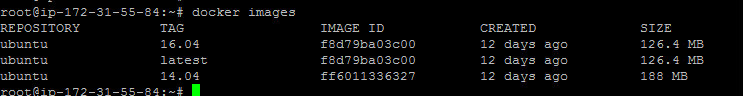 root@ip-172-31-55-84:~# docker images
REPOSITORY TAG IMAGE ID CREATED SIZE
ubuntu 16.04 f8d79ba03c00 12 days ago 126.4 MB
ubuntu latest f8d79ba03c00 12 days ago 126.4 MB
ubuntu 14.04 ff6011336327 12 days ago 188 MB
root@ip-172-31-55-84:~#